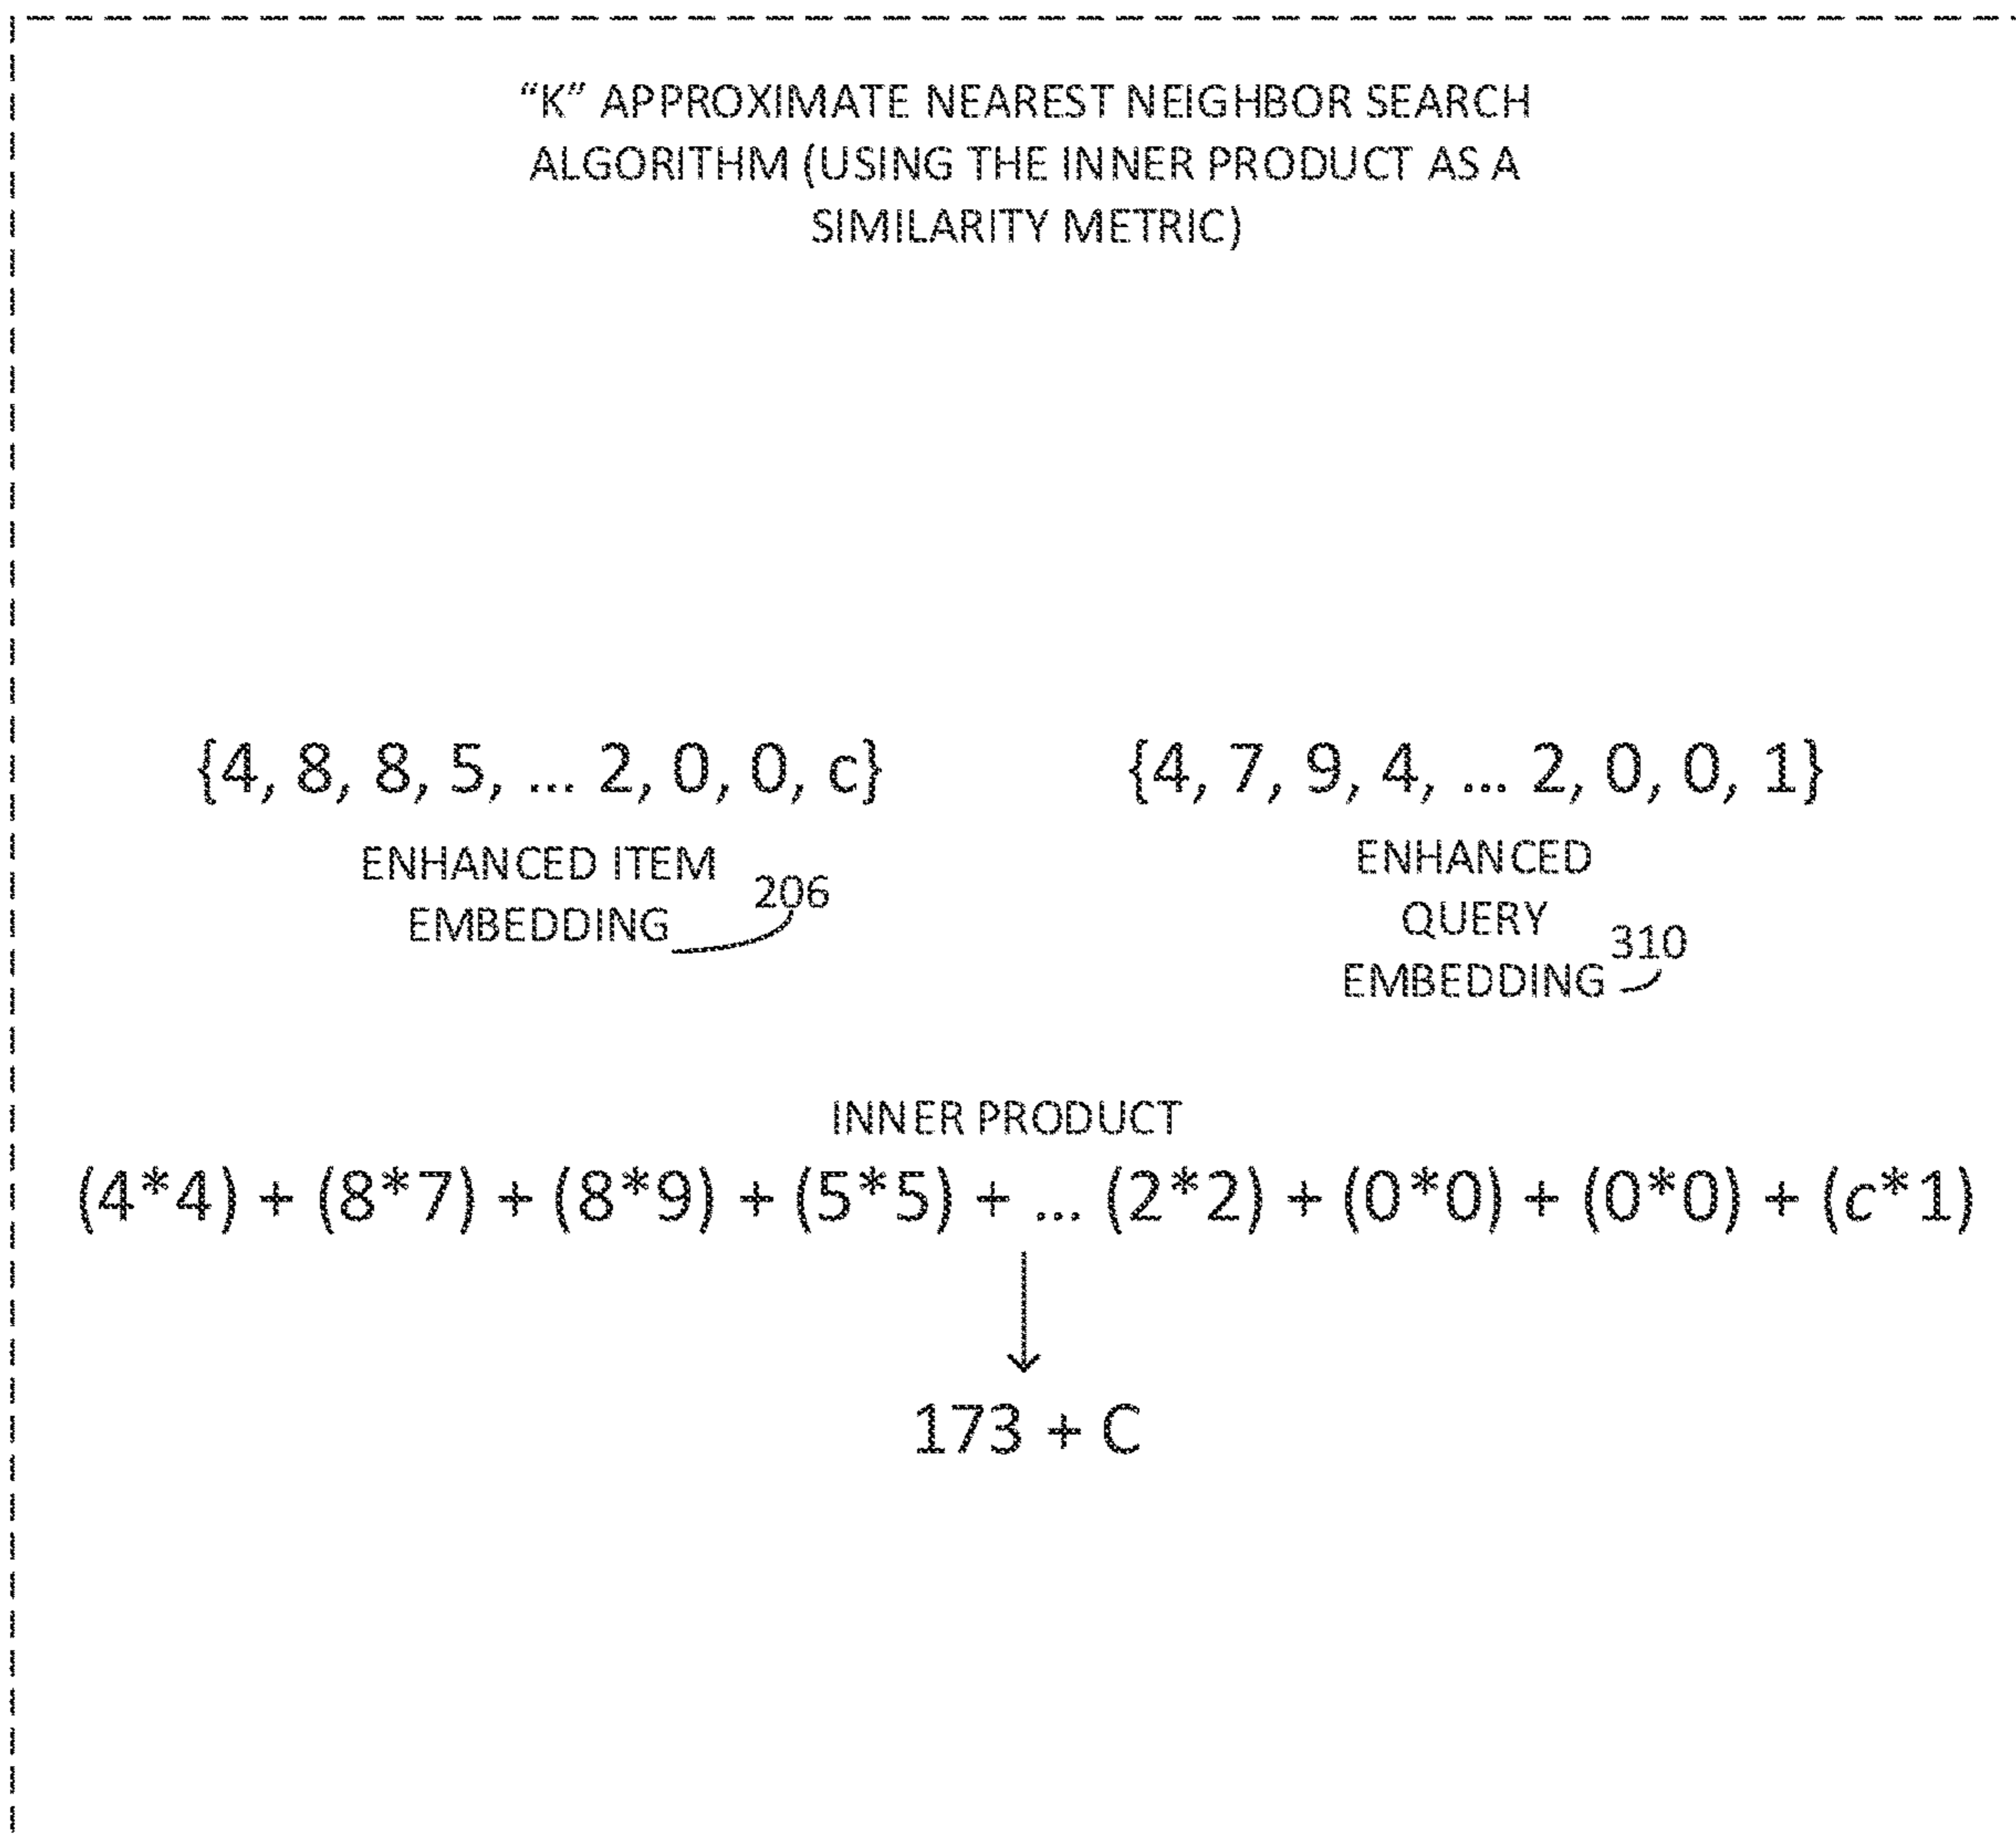 “K” APPROXIMATE NEAREST NEIGHBOR SEARCH
ALGORITHM (USING THE INNER PRODUCT AS A
SIMILARITY METRIC)
{4, 8, 8, 5, ... 2, 0, 0, c}
ENHANCED ITEM
EMBEDDING 206
{4, 7, 9, 4, ... 2, 0, 0, 1}
ENHANCED
QUERY
EMBEDDING 310
INNER PRODUCT
(4*4) + (8*7) + (8*9) + (5*5) + ... (2*2) + (0*0) + (0*0) + (c*1)
173 + C